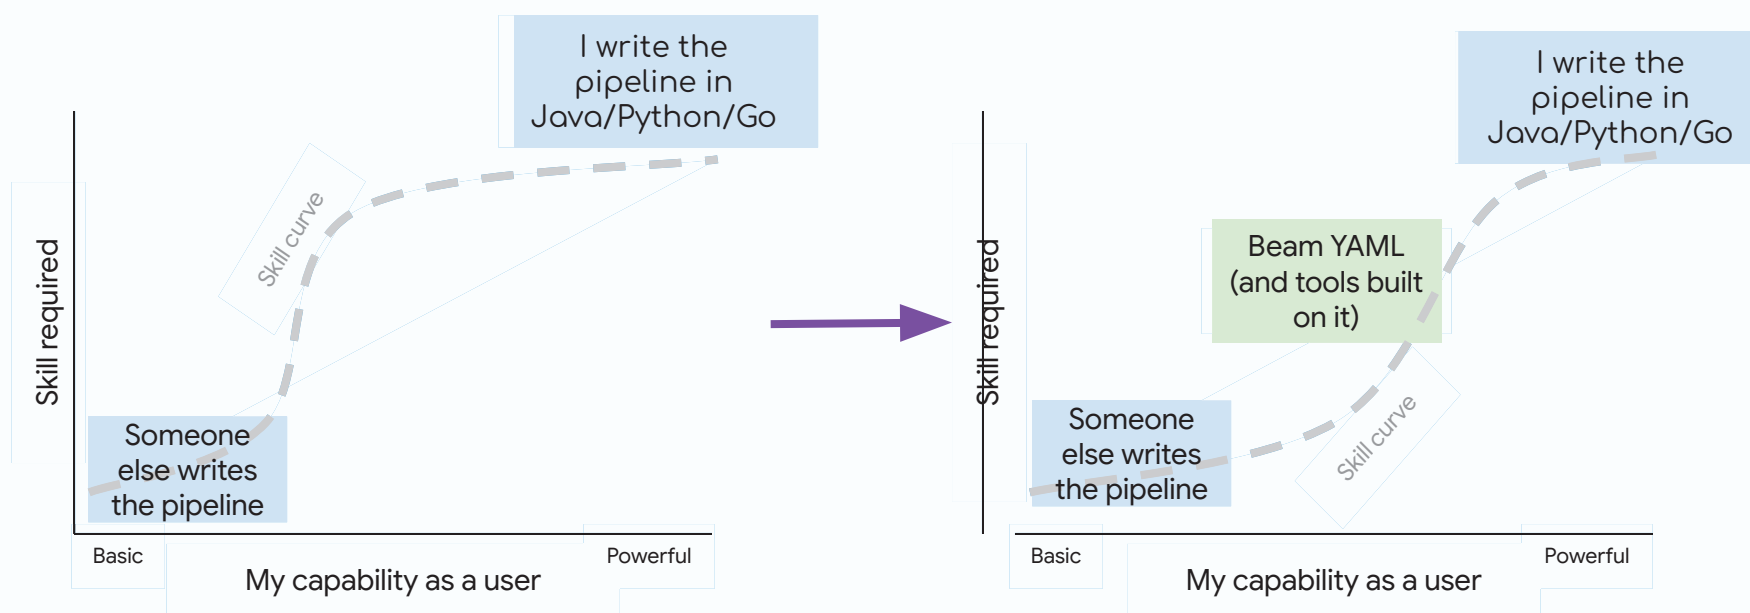 I write the
pipeline in
Java/Python/Go
Skill curve
Skill required
Someone
else writes
the pipeline
Basic
Powerful
My capability as a user
I write the
pipeline in
Java/Python/Go
Beam YAML
(and tools built
on it)
Skill required
Skill curve
Someone
else writes
the pipeline
Basic
Powerful
My capability as a user